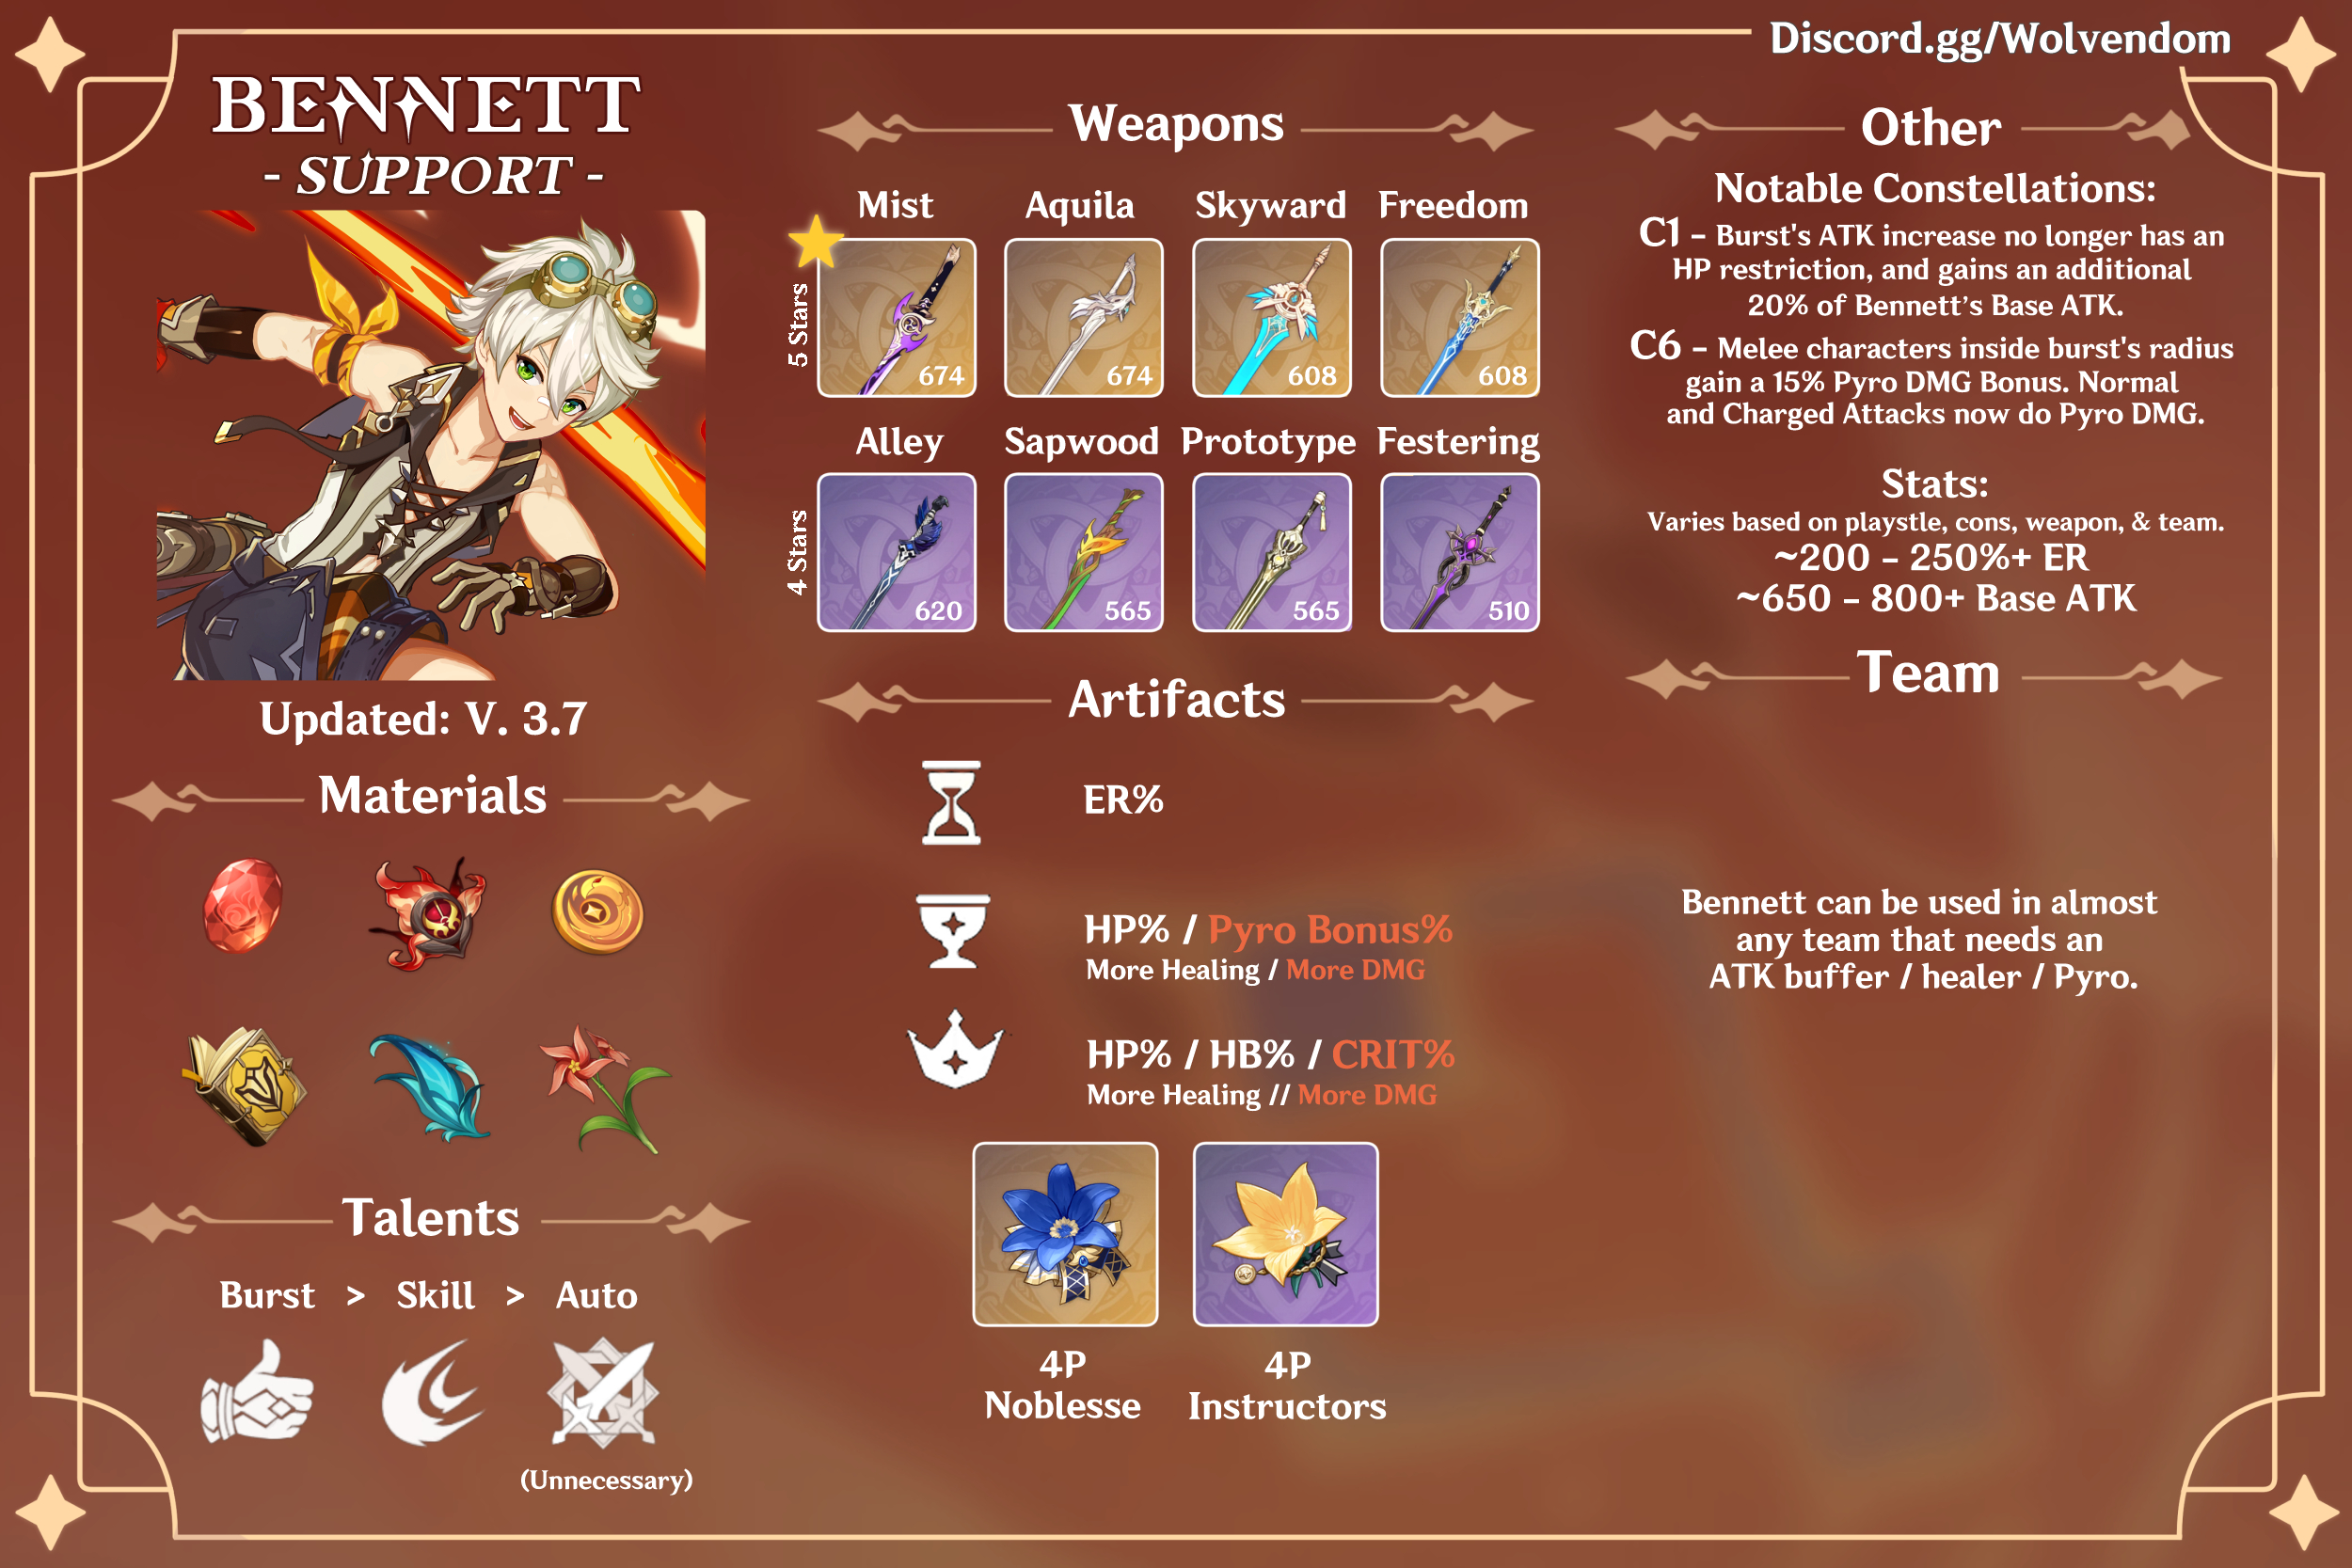 Discord.gg/Wolvendom
BENNETT
- SUPPORT -
Updated: V. 3.7
Materials
Talents
Burst > Skill > Auto
(Unnecessary)
Weapons
5 Stars
Mist Aquila Skyward Freedom
674 674 608 608
4 Stars
Alley Sapwood Prototype Festering
620 565 565 510
Artifacts
ER%
HP% / Pyro Bonus%
More Healing / More DMG
HP% / HB% / CRIT%
More Healing // More DMG
4P 4P
Noblesse Instructors
Other
Notable Constellations:
C1 - Burst's ATK increase no longer has an
HP restriction, and gains an additional
20% of Bennett's Base ATK.
C6 - Melee characters inside burst's radius
gain a 15% Pyro DMG Bonus. Normal
and Charged Attacks now do Pyro DMG.
Stats:
Varies based on playstle, cons, weapon, & team.
~200 - 250%+ ER
~650 - 800+ Base ATK
Team
Bennett can be used in almost
any team that needs an
ATK buffer / healer / Pyro.